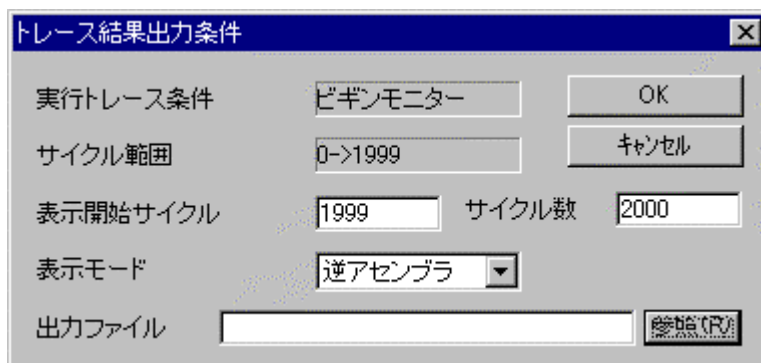 トレース結果出力条件
実行トレース条件 ビギンモニター OK
サイクル範囲 0->1999 キャンセル
表示開始サイクル 1999 サイクル数 2000
表示モード 逆アセンブラ
出力ファイル 参照(R)